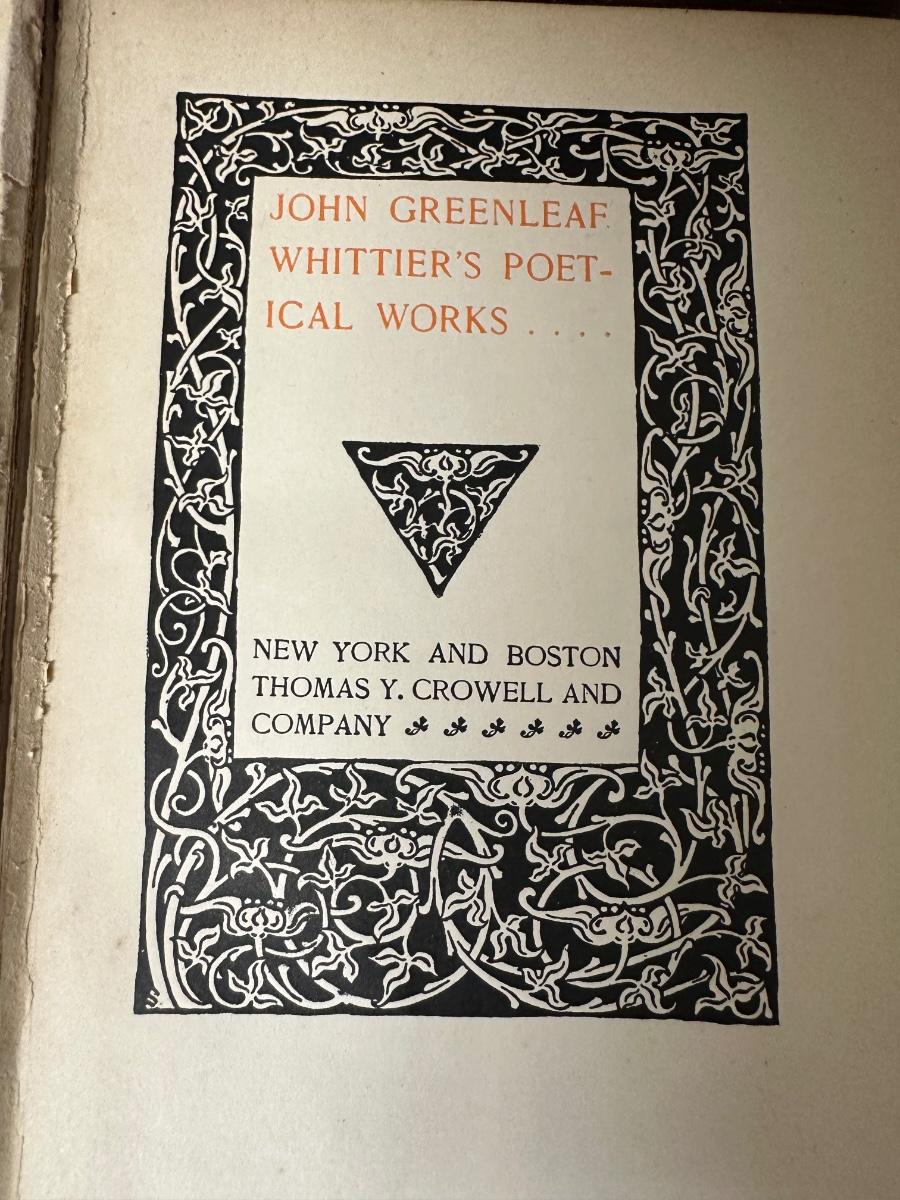 JOHN GREENLEAF
WHITTIER'S POET-
ICAL WORKS . . . .
NEW YORK AND BOSTON
THOMAS Y. CROWELL AND
COMPANY